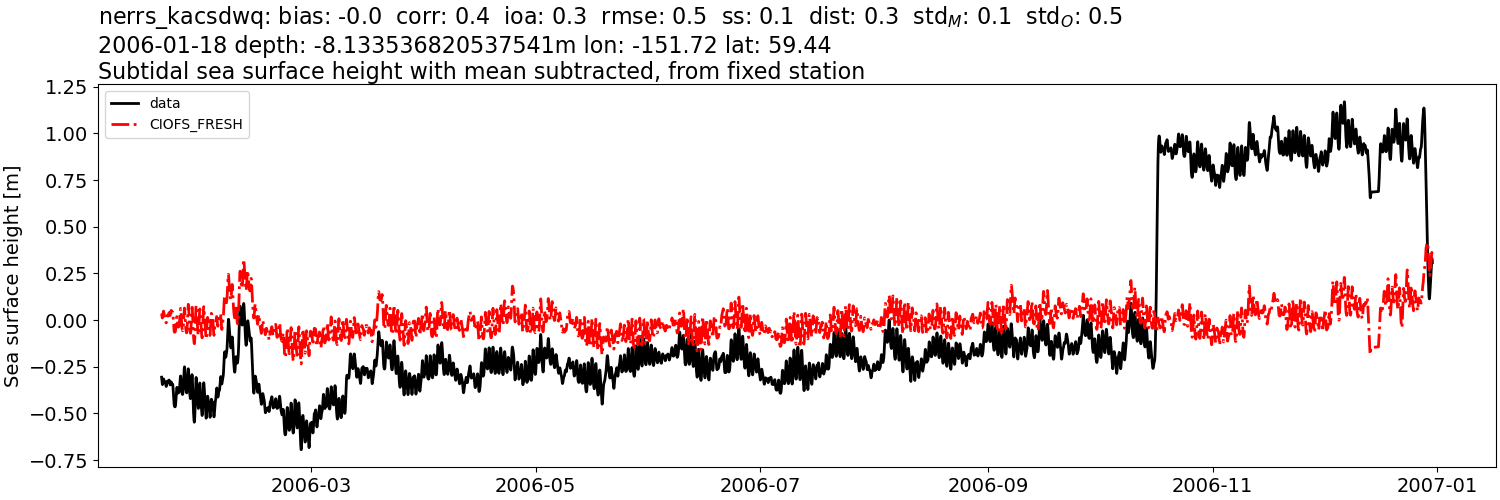 nerrs_kacsdwq: bias: -0.0  corr: 0.4  ioa: 0.3  rmse: 0.5  ss: 0.1  dist: 0.3  std_M: 0.1  std_O: 0.5
2006-01-18 depth: -8.133536820537541m lon: -151.72 lat: 59.44
Subtidal sea surface height with mean subtracted, from fixed station
data
CIOFS_FRESH
Sea surface height [m]
1.25
1.00
0.75
0.50
0.25
0.00
−0.25
−0.50
−0.75
2006-03 2006-05 2006-07 2006-09 2006-11 2007-01